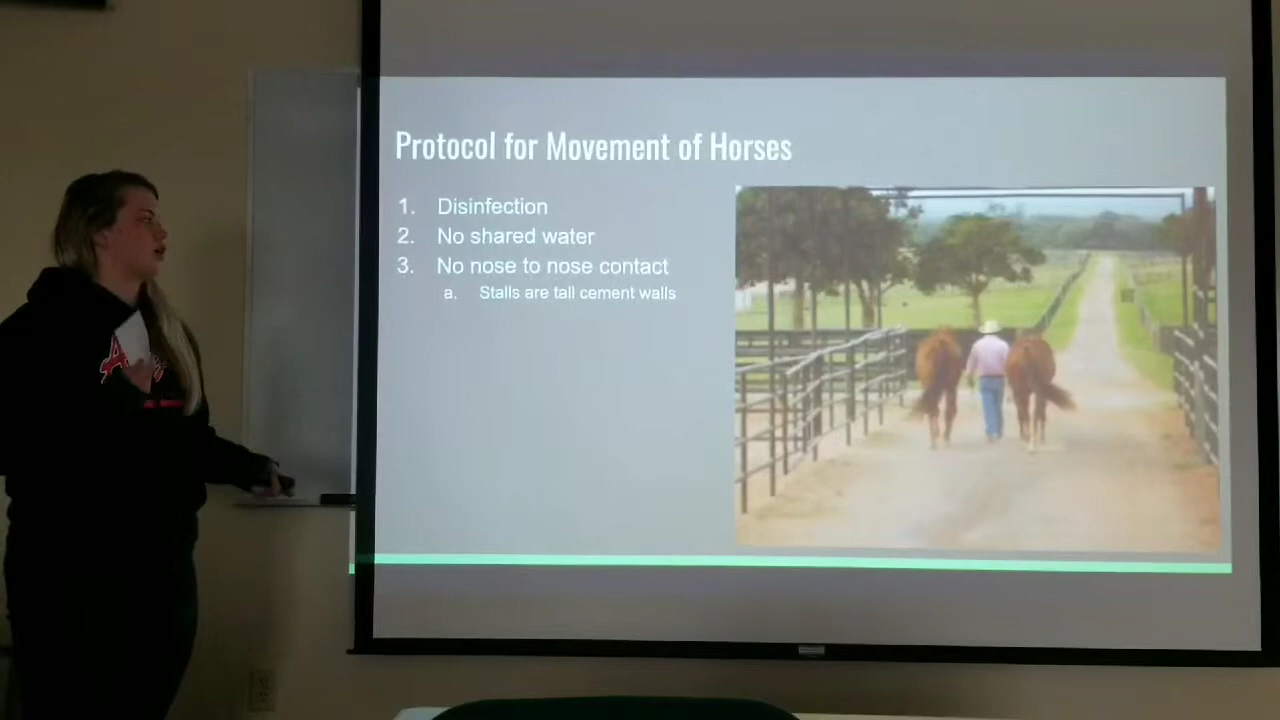 Protocol for Movement of Horses
1. Disinfection
2. No shared water
3. No nose to nose contact
a. Stalls are tall cement walls